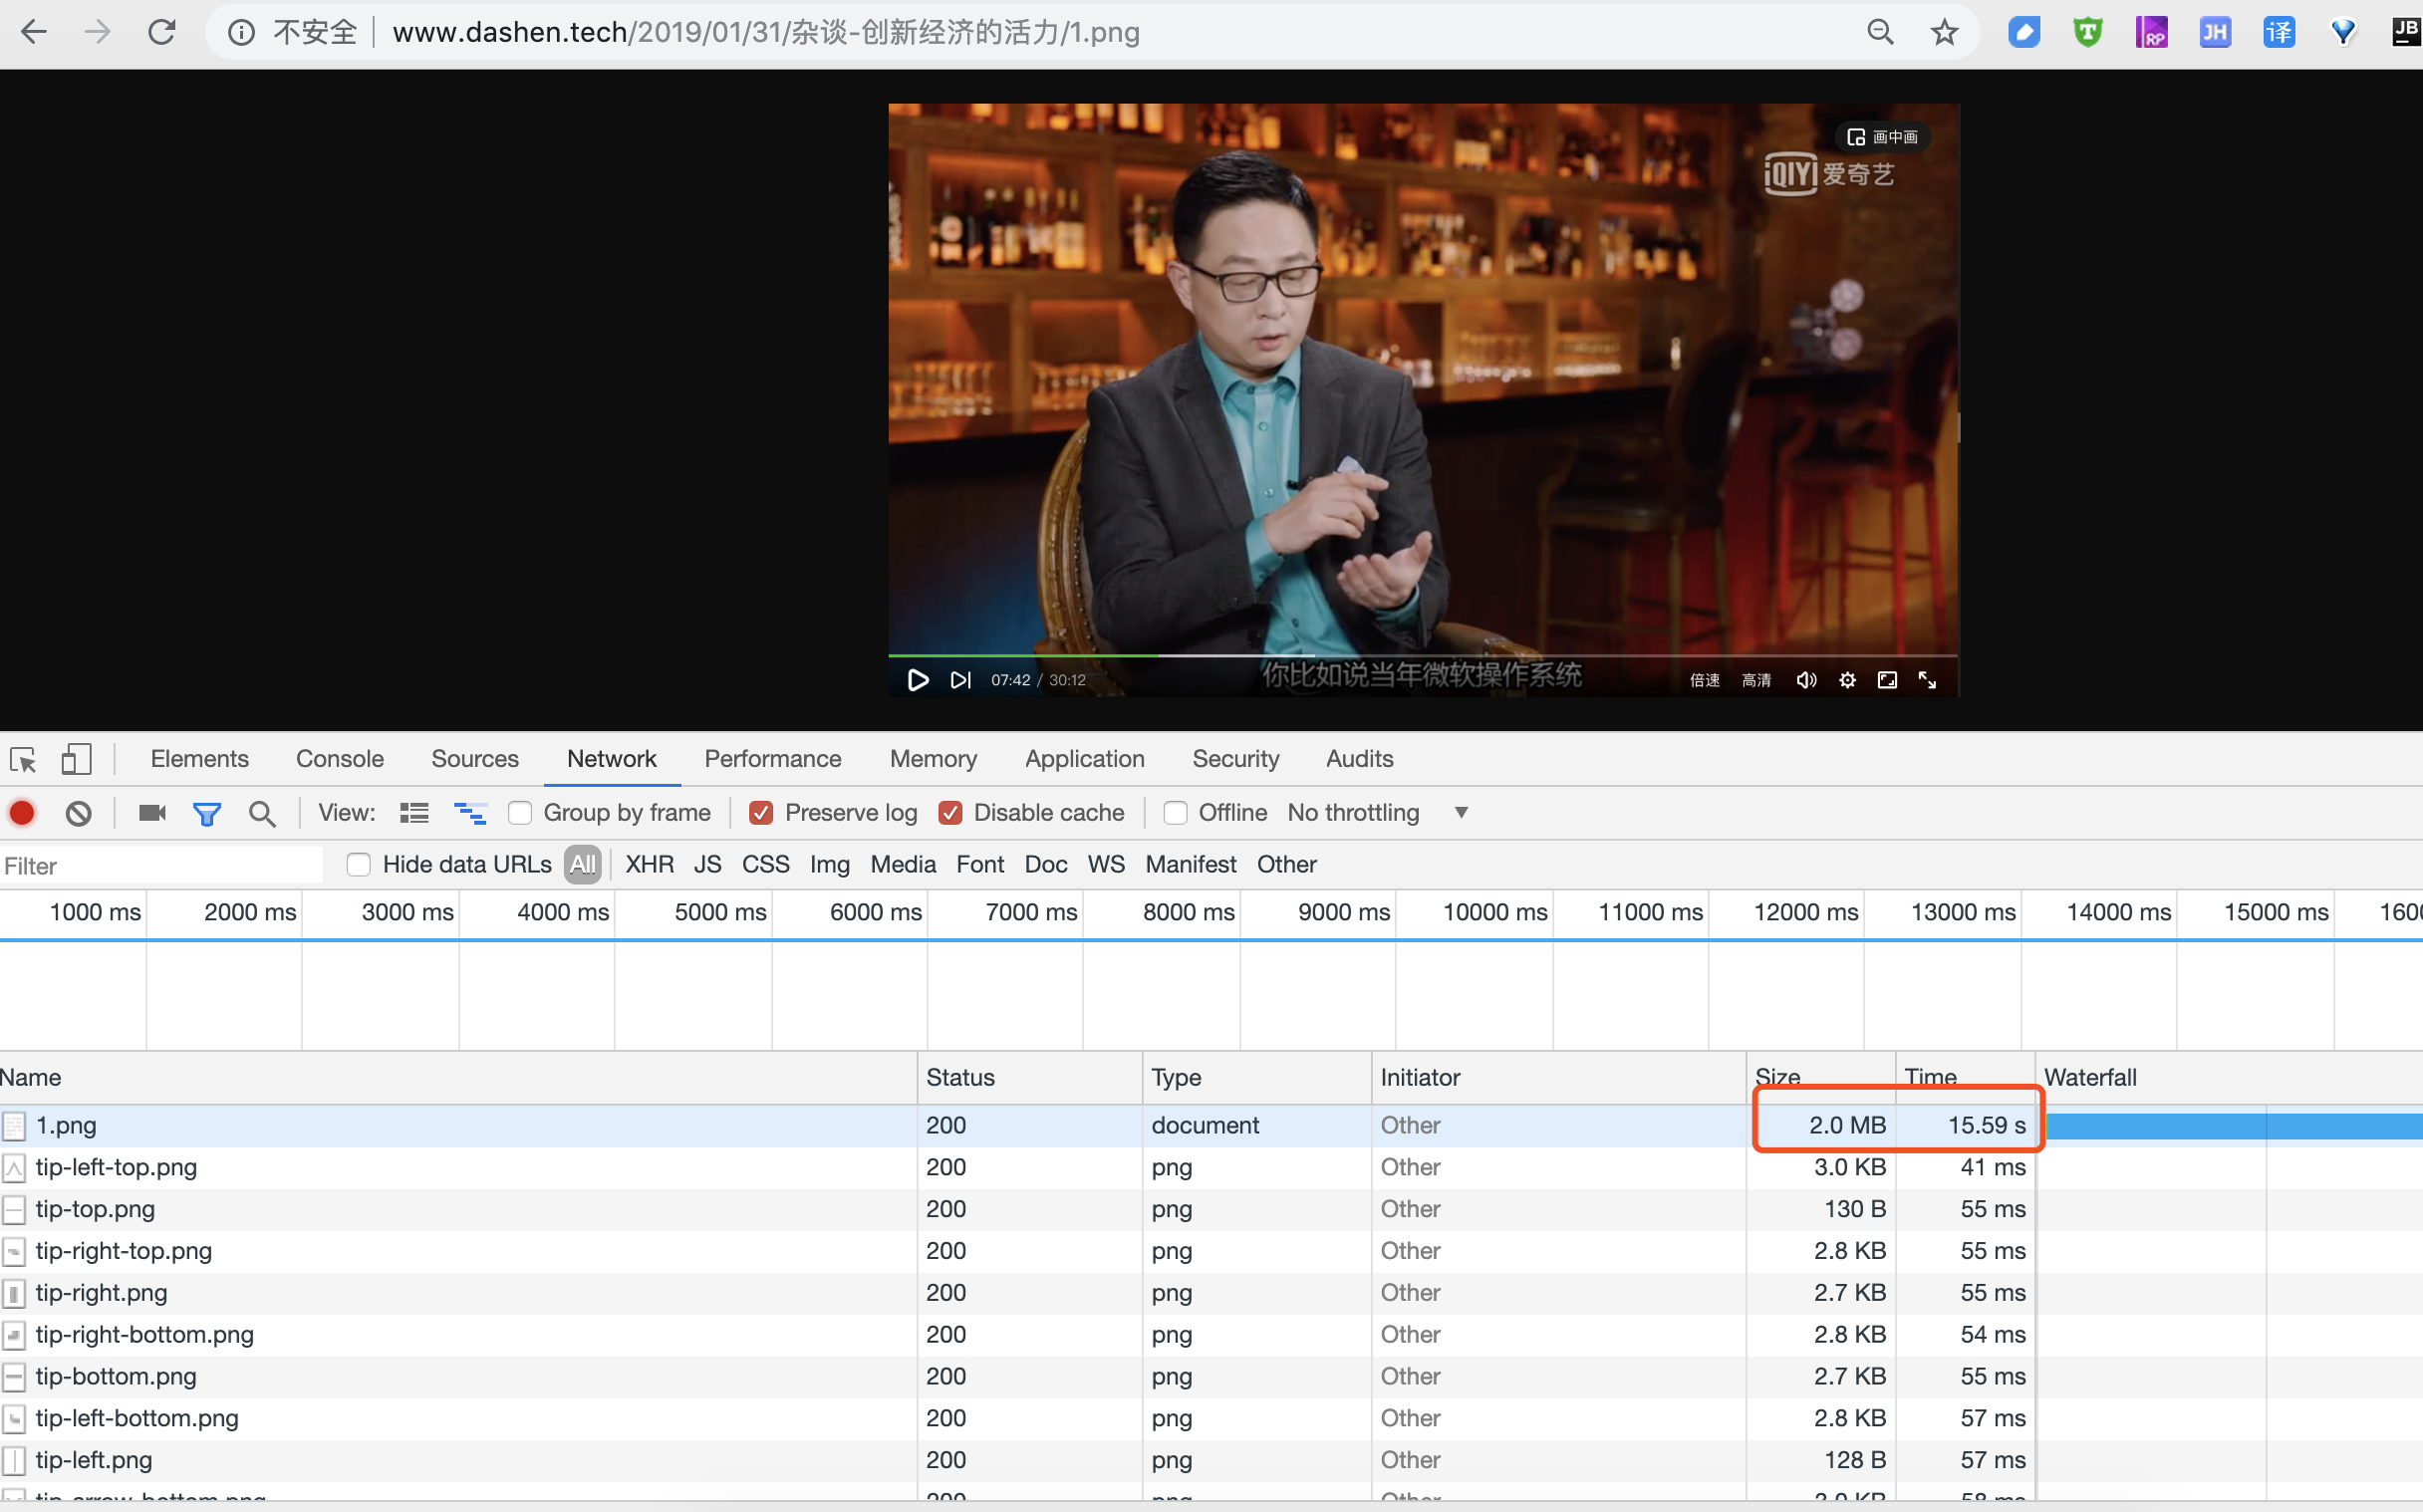 不安全 www.dashen.tech/2019/01/31/杂谈-创新经济的活力/1.png
T RP JH 译 JB
画中画
iQIYI 爱奇艺
你比如说当年微软操作系统
07:42 / 30:12 倍速 高清
Elements Console Sources Network Performance Memory Application Security Audits
View: Group by frame Preserve log Disable cache Offline No throttling
Filter Hide data URLs All XHR JS CSS Img Media Font Doc WS Manifest Other
1000 ms 2000 ms 3000 ms 4000 ms 5000 ms 6000 ms 7000 ms 8000 ms 9000 ms 10000 ms 11000 ms 12000 ms 13000 ms 14000 ms 15000 ms
Name Status Type Initiator Size Time Waterfall
1.png 200 document Other 2.0 MB 15.59 s
tip-left-top.png 200 png Other 3.0 KB 41 ms
tip-top.png 200 png Other 130 B 55 ms
tip-right-top.png 200 png Other 2.8 KB 55 ms
tip-right.png 200 png Other 2.7 KB 55 ms
tip-right-bottom.png 200 png Other 2.8 KB 54 ms
tip-bottom.png 200 png Other 2.7 KB 55 ms
tip-left-bottom.png 200 png Other 2.8 KB 57 ms
tip-left.png 200 png Other 128 B 57 ms
tip-arrow-bottom.png 200 png Other